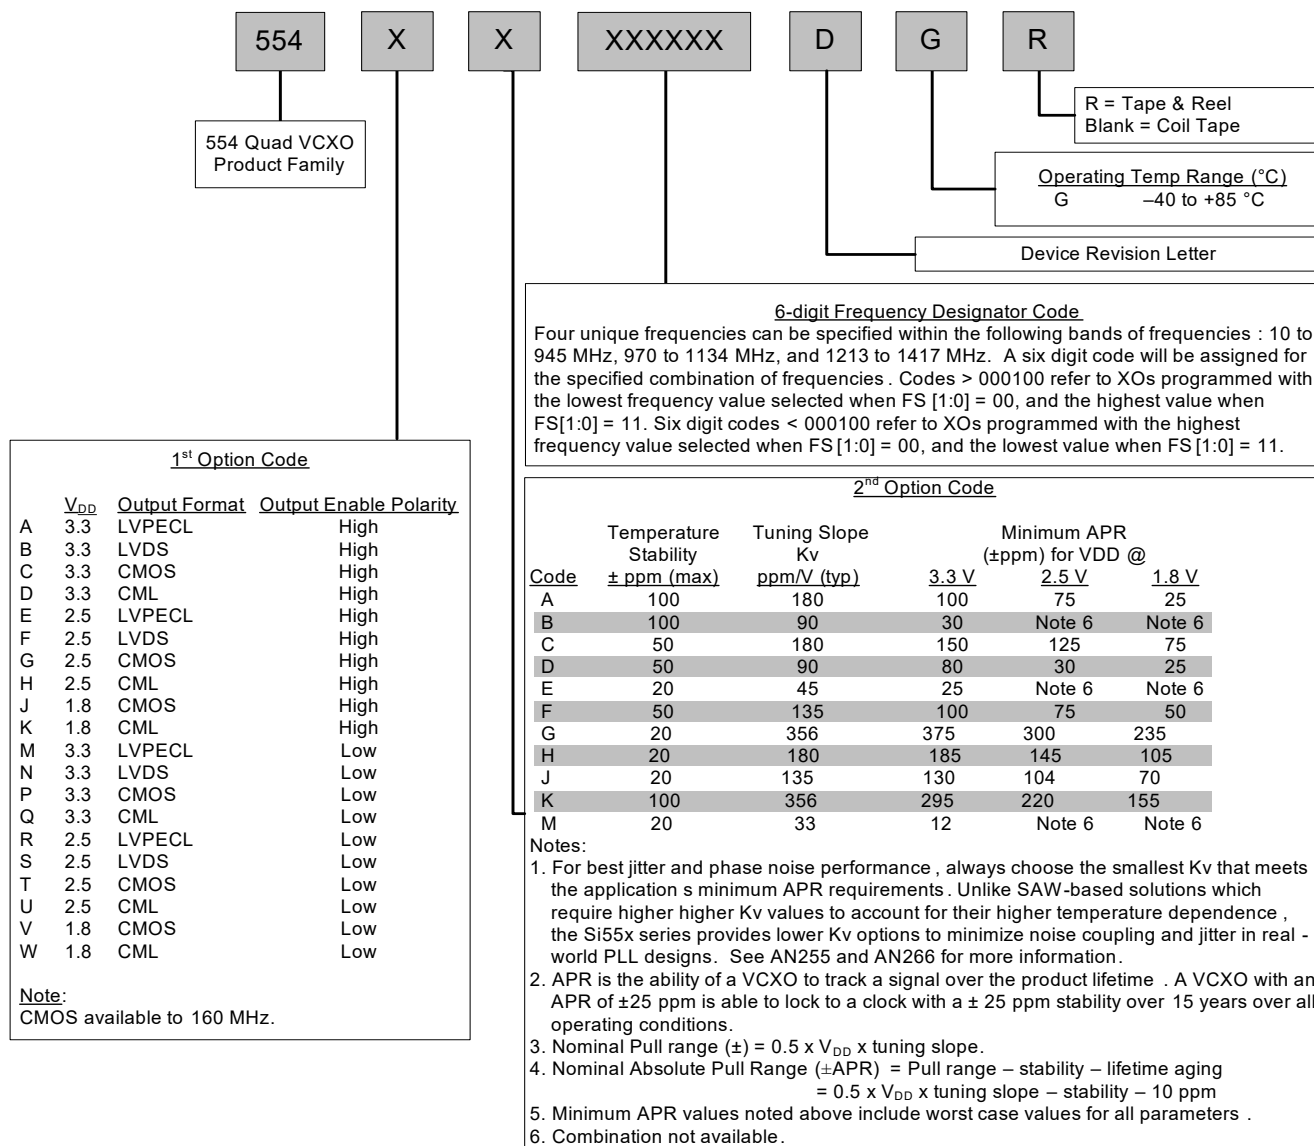 554 X X XXXXXX D G R
R = Tape & Reel
Blank = Coil Tape
554 Quad VCXO
Product Family
Operating Temp Range (°C)
G –40 to +85 °C
Device Revision Letter
6-digit Frequency Designator Code
Four unique frequencies can be specified within the following bands of frequencies : 10 to
945 MHz, 970 to 1134 MHz, and 1213 to 1417 MHz. A six digit code will be assigned for
the specified combination of frequencies . Codes > 000100 refer to XOs programmed with
the lowest frequency value selected when FS [1:0] = 00, and the highest value when
FS[1:0] = 11. Six digit codes < 000100 refer to XOs programmed with the highest
frequency value selected when FS [1:0] = 00, and the lowest value when FS [1:0] = 11.
1st Option Code
VDD Output Format Output Enable Polarity
A 3.3 LVPECL High
B 3.3 LVDS High
C 3.3 CMOS High
D 3.3 CML High
E 2.5 LVPECL High
F 2.5 LVDS High
G 2.5 CMOS High
H 2.5 CML High
J 1.8 CMOS High
K 1.8 CML High
M 3.3 LVPECL Low
N 3.3 LVDS Low
P 3.3 CMOS Low
Q 3.3 CML Low
R 2.5 LVPECL Low
S 2.5 LVDS Low
T 2.5 CMOS Low
U 2.5 CML Low
V 1.8 CMOS Low
W 1.8 CML Low
Note:
CMOS available to 160 MHz.
2nd Option Code
Temperature Tuning Slope Minimum APR
Stability Kv (±ppm) for VDD @
Code ± ppm (max) ppm/V (typ) 3.3 V 2.5 V 1.8 V
A 100 180 100 75 25
B 100 90 30 Note 6 Note 6
C 50 180 150 125 75
D 50 90 80 30 25
E 20 45 25 Note 6 Note 6
F 50 135 100 75 50
G 20 356 375 300 235
H 20 180 185 145 105
J 20 135 130 104 70
K 100 356 295 220 155
M 20 33 12 Note 6 Note 6
Notes:
1. For best jitter and phase noise performance , always choose the smallest Kv that meets
the application s minimum APR requirements . Unlike SAW-based solutions which
require higher higher Kv values to account for their higher temperature dependence ,
the Si55x series provides lower Kv options to minimize noise coupling and jitter in real -
world PLL designs. See AN255 and AN266 for more information.
2. APR is the ability of a VCXO to track a signal over the product lifetime . A VCXO with an
APR of ±25 ppm is able to lock to a clock with a ± 25 ppm stability over 15 years over all
operating conditions.
3. Nominal Pull range (±) = 0.5 x VDD x tuning slope.
4. Nominal Absolute Pull Range (±APR) = Pull range – stability – lifetime aging
= 0.5 x VDD x tuning slope – stability – 10 ppm
5. Minimum APR values noted above include worst case values for all parameters .
6. Combination not available.